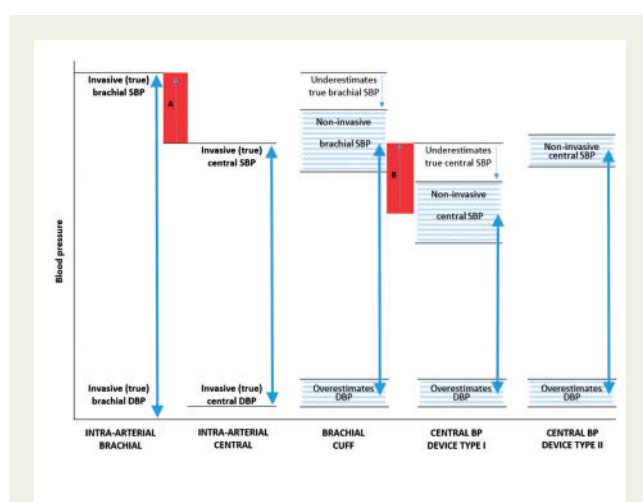 Invasive (true)
brachial SBP
A
Invasive (true)
central SBP
Underestimates
true brachial SBP
Non-invasive
brachial SBP
B
Underestimates
true central SBP
Non-invasive
central SBP
Non-invasive
central SBP
Blood pressure
Invasive (true)
brachial DBP
Invasive (true)
central DBP
Overestimates
DBP
Overestimates
DBP
Overestimates
DBP
INTRA-ARTERIAL
BRACHIAL
INTRA-ARTERIAL
CENTRAL
BRACHIAL
CUFF
CENTRAL BP
DEVICE TYPE I
CENTRAL BP
DEVICE TYPE II